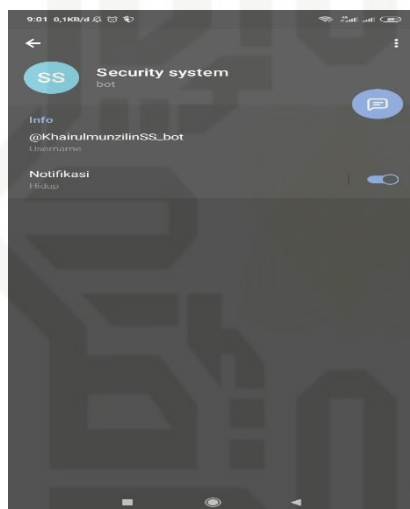 9:01 0,1KB/d
SS
Security system
bot
Info
@KhairulmunzilinSS_bot
Username
Notifikasi
Hidup